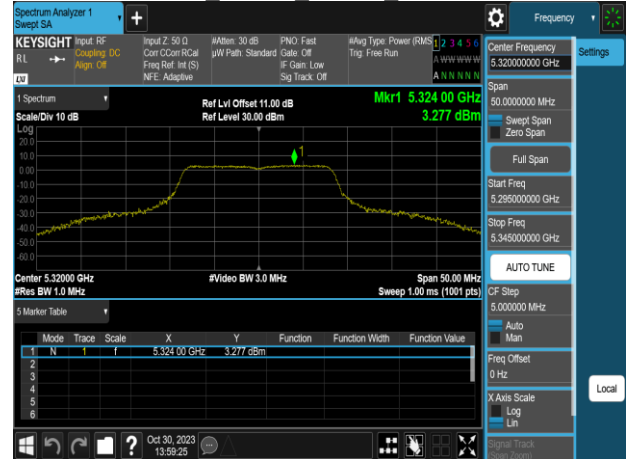 Spectrum Analyzer 1
Swept SA
Frequency
KEYSIGHT
RL
LXI
Input: RF
Coupling: DC
Align: Off
Input Z: 50 Ω
Corr CCorr RCal
Freq Ref: Int (S)
NFE: Adaptive
#Atten: 30 dB
µW Path: Standard
PNO: Fast
Gate: Off
IF Gain: Low
Sig Track: Off
#Avg Type: Power (RMS
Trig: Free Run
1 2 3 4 5 6
A WW WW W
A N N N N N
1 Spectrum
Scale/Div 10 dB
Ref Lvl Offset 11.00 dB
Ref Level 30.00 dBm
Mkr1 5.324 00 GHz
3.277 dBm
Log
20.0
10.0
0.00
-10.0
-20.0
-30.0
-40.0
-50.0
-60.0
1
Center 5.32000 GHz
#Res BW 1.0 MHz
#Video BW 3.0 MHz
Span 50.00 MHz
Sweep 1.00 ms (1001 pts)
5 Marker Table
Mode Trace Scale X Y Function Function Width Function Value
1 N 1 f 5.324 00 GHz 3.277 dBm
2
3
4
5
6
Oct 30, 2023
13:59:25
Center Frequency
5.320000000 GHz
Settings
Span
50.0000000 MHz
Swept Span
Zero Span
Full Span
Start Freq
5.295000000 GHz
Stop Freq
5.345000000 GHz
AUTO TUNE
CF Step
5.000000 MHz
Auto
Man
Freq Offset
0 Hz
X Axis Scale
Log
Lin
Local
Signal Track
(Span Zoom)